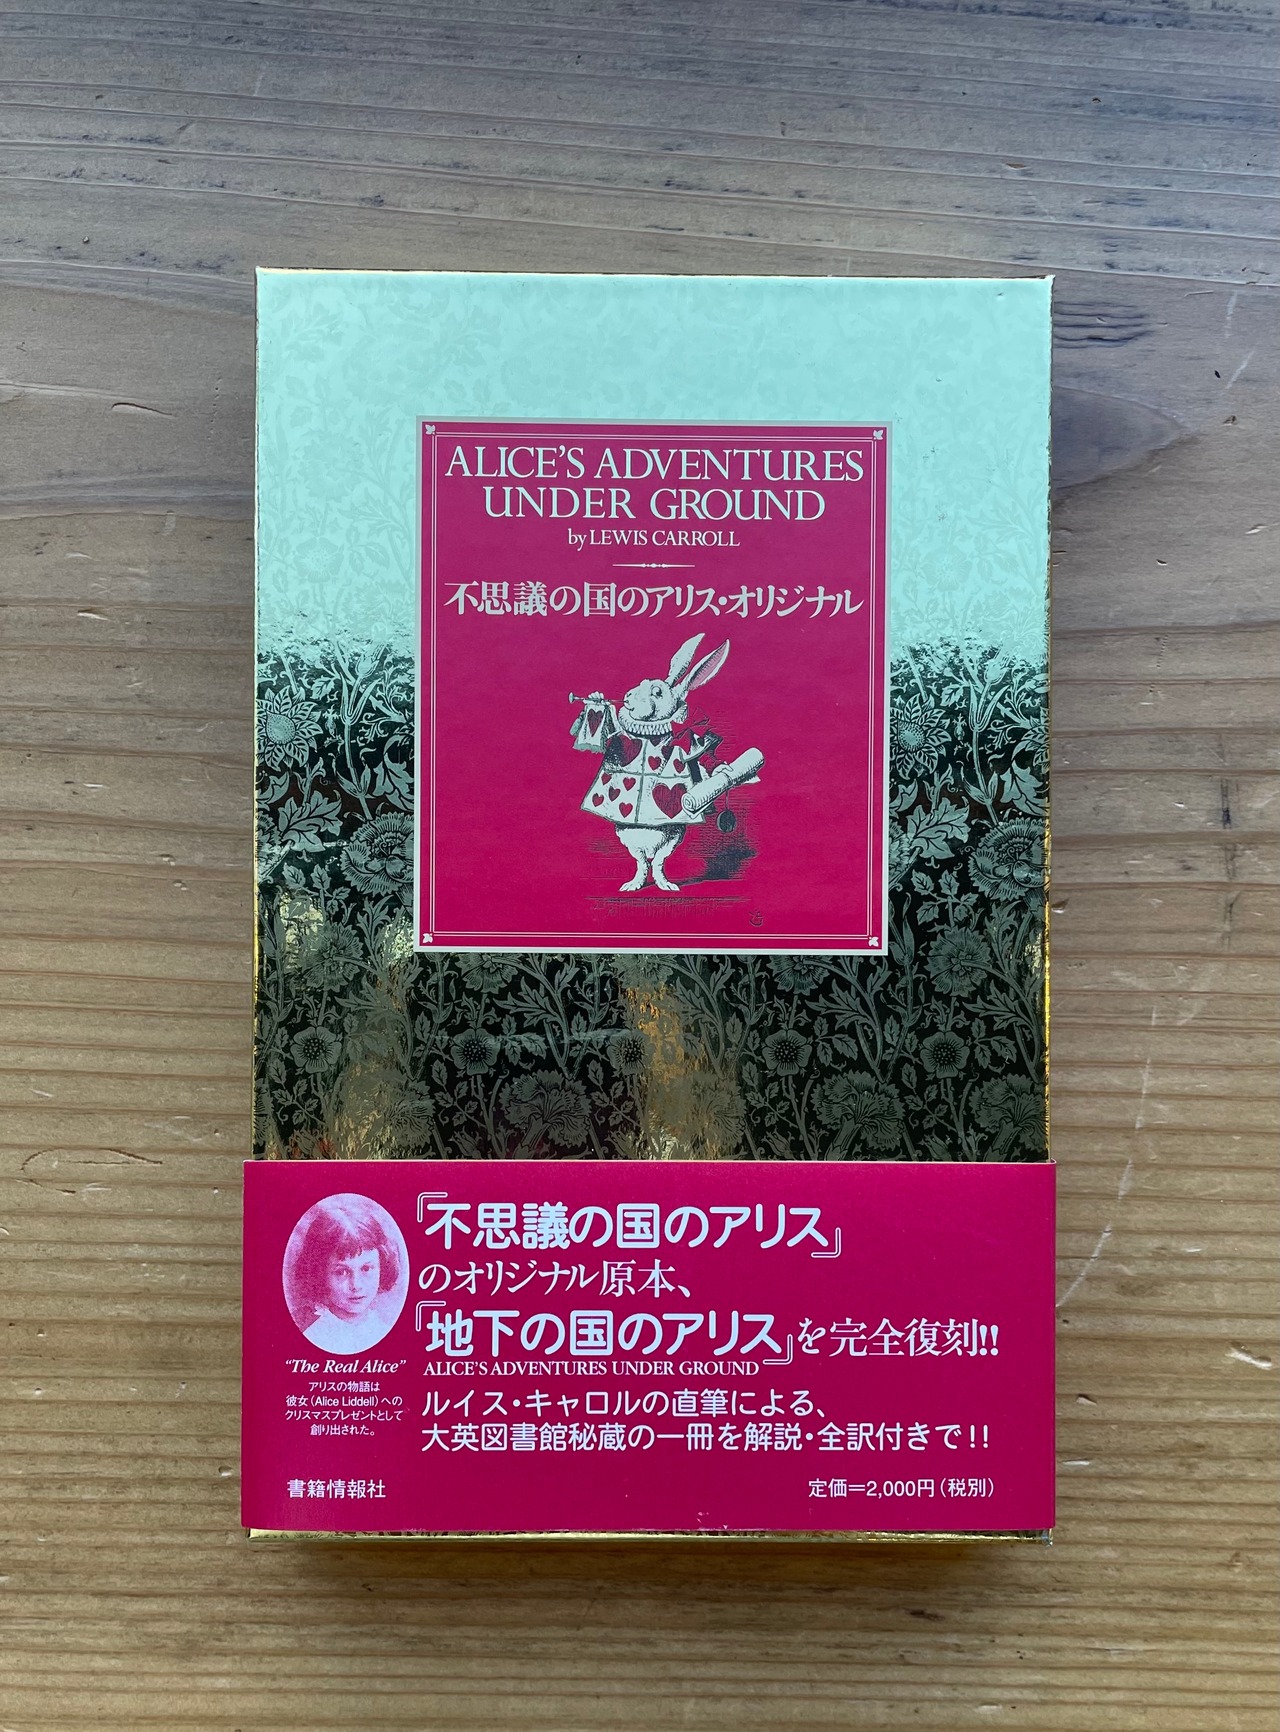 ALICE'S ADVENTURES
UNDER GROUND
by LEWIS CARROLL
不思議の国のアリス・オリジナル
『不思議の国のアリス』
のオリジナル原本、
『地下の国のアリス』を完全復刻!!
ALICE'S ADVENTURES UNDER GROUND
ルイス・キャロルの直筆による、
大英図書館秘蔵の一冊を解説・全訳付きで!!
"The Real Alice"
アリスの物語は
彼女(Alice Liddell)への
クリスマスプレゼントとして
創り出された。
書籍情報社
定価=2,000円(税別)